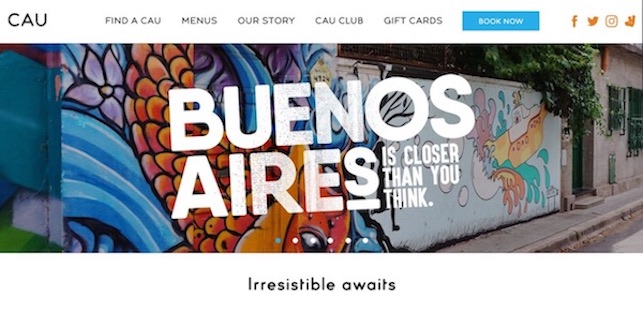 CAU
FIND A CAU
MENUS
OUR STORY
CAU CLUB
GIFT CARDS
BOOK NOW
BUENOS
AIRES
IS CLOSER
THAN YOU
THINK.
Irresistible awaits